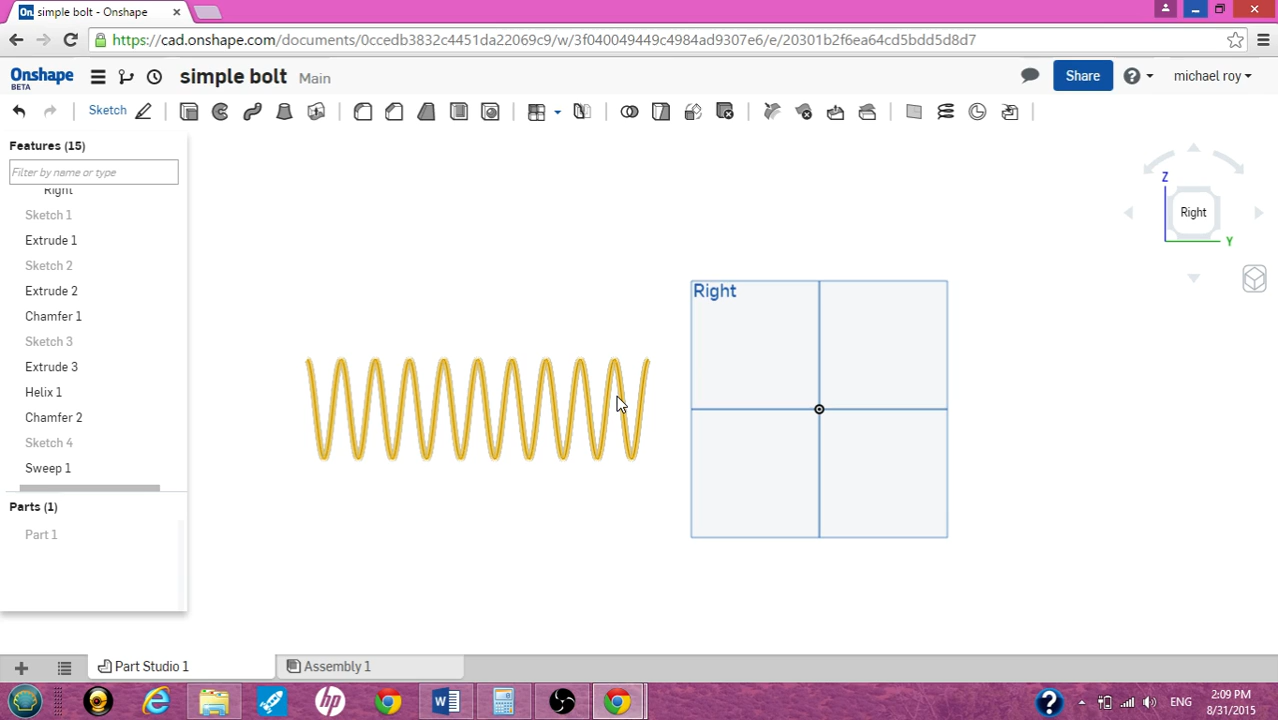 On simple bolt - Onshape
https://cad.onshape.com/documents/0ccedb3832c4451da22069c9/w/3f040049449c4984ad9307e6/e/20301b2f6ea64cd5bdd5d8d7
Onshape
BETA
simple bolt
Main
Share
michael roy
Sketch
Features (15)
Filter by name or type
Right
Sketch 1
Extrude 1
Sketch 2
Extrude 2
Chamfer 1
Sketch 3
Extrude 3
Helix 1
Chamfer 2
Sketch 4
Sweep 1
Parts (1)
Part 1
Right
Z
Right
Y
Part Studio 1
Assembly 1
ENG
2:09 PM
8/31/2015